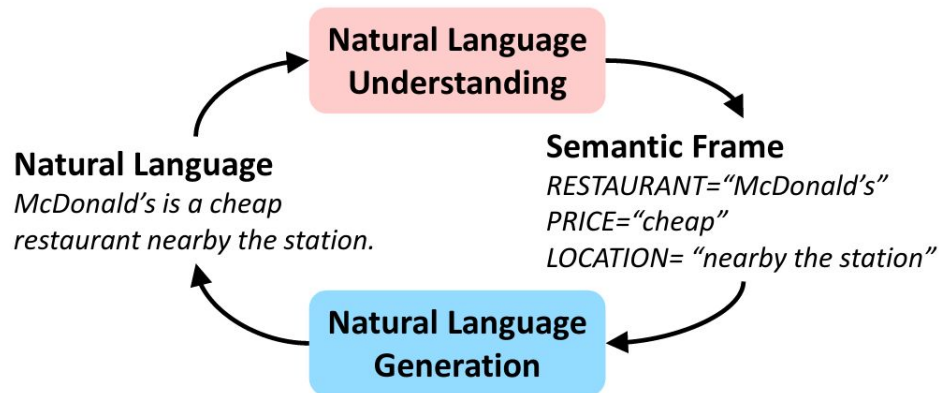 Natural Language
Understanding
Natural Language
McDonald’s is a cheap
restaurant nearby the station.
Semantic Frame
RESTAURANT=“McDonald’s”
PRICE=“cheap”
LOCATION= “nearby the station”
Natural Language
Generation